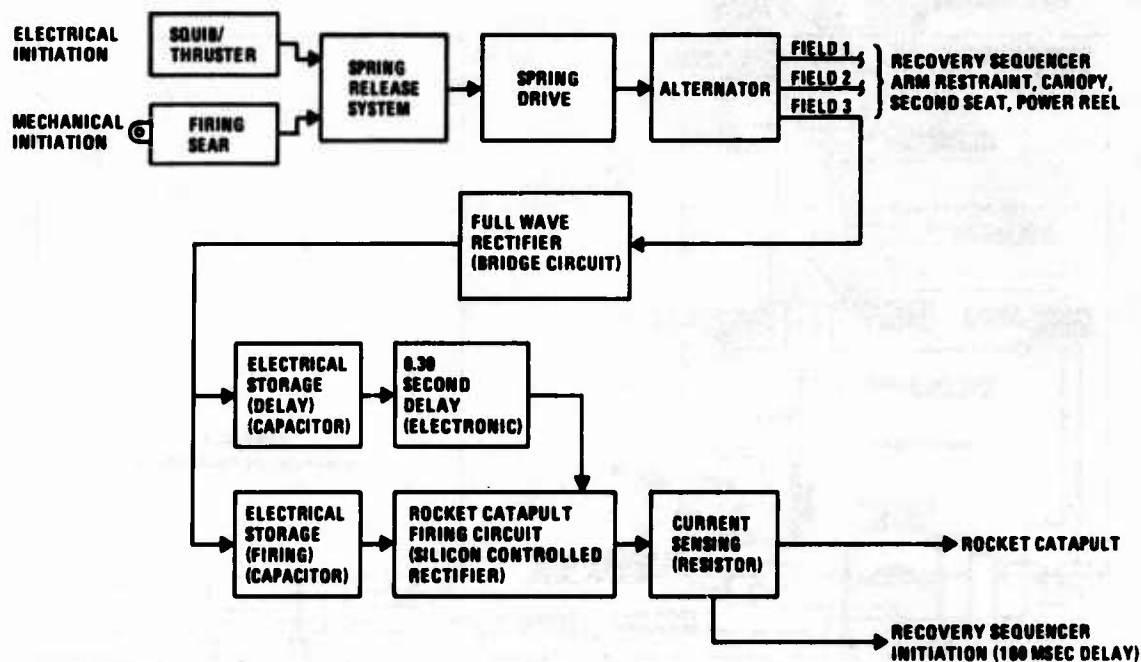 ELECTRICAL
INITIATION
SQUIB/
THRUSTER
MECHANICAL
INITIATION
FIRING
SEAR
SPRING
RELEASE
SYSTEM
SPRING
DRIVE
ALTERNATOR
FIELD 1
FIELD 2
FIELD 3
RECOVERY SEQUENCER
ARM RESTRAINT, CANOPY,
SECOND SEAT, POWER REEL
FULL WAVE
RECTIFIER
(BRIDGE CIRCUIT)
ELECTRICAL
STORAGE
(DELAY)
(CAPACITOR)
0.30
SECOND
DELAY
(ELECTRONIC)
ELECTRICAL
STORAGE
(FIRING)
(CAPACITOR)
ROCKET CATAPULT
FIRING CIRCUIT
(SILICON CONTROLLED
RECTIFIER)
CURRENT
SENSING
(RESISTOR)
ROCKET CATAPULT
RECOVERY SEQUENCER
INITIATION (100 MSEC DELAY)